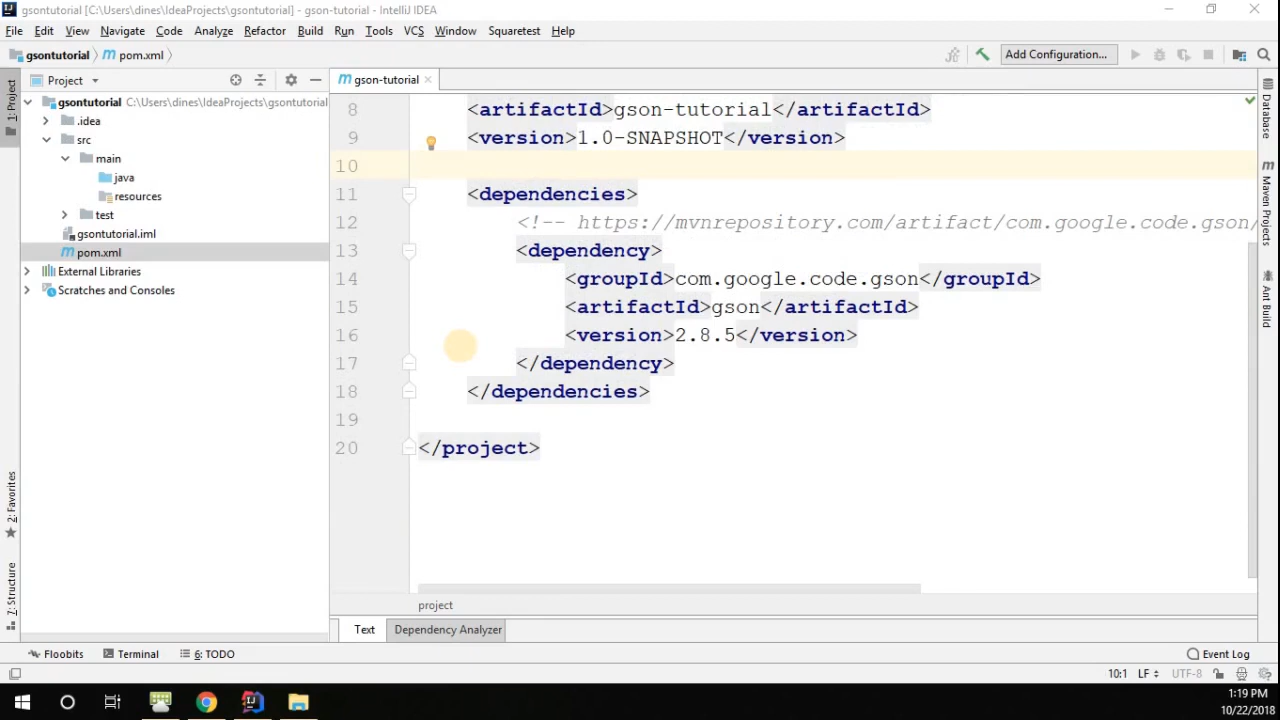 gsontutorial [C:\Users\dines\IdeaProjects\gsontutorial] - gson-tutorial - IntelliJ IDEA
File Edit View Navigate Code Analyze Refactor Build Run Tools VCS Window Squaretest Help
gsontutorial pom.xml Add Configuration...
Project gson-tutorial
gsontutorial C:\Users\dines\IdeaProjects\gsontutorial
.idea
src
main
java
resources
test
gsontutorial.iml
pom.xml
External Libraries
Scratches and Consoles
8 <artifactId>gson-tutorial</artifactId>
9 <version>1.0-SNAPSHOT</version>
10
11 <dependencies>
12 <!-- https://mvnrepository.com/artifact/com.google.code.gson/
13 <dependency>
14 <groupId>com.google.code.gson</groupId>
15 <artifactId>gson</artifactId>
16 <version>2.8.5</version>
17 </dependency>
18 </dependencies>
19
20 </project>
project
Text Dependency Analyzer
1: Project
2: Favorites
7: Structure
Database
Maven Projects
Ant Build
Floobits Terminal 6: TODO Event Log
10:1 LF UTF-8
1:19 PM
10/22/2018